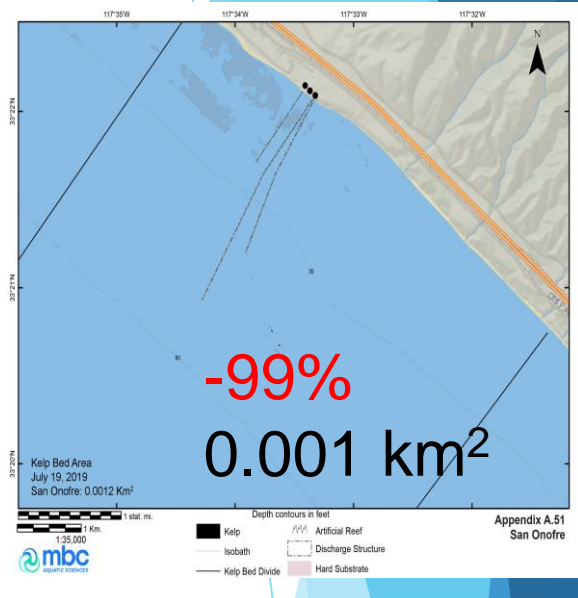 117°35'W 117°34'W 117°33'W 117°32'W
N
33°22'N
33°21'N
33°20'N
-99%
0.001 km²
Kelp Bed Area
July 19, 2019
San Onofre: 0.0012 Km²
1 stat. mi.
1 Km.
1:35,000
mbc
AQUATIC SCIENCES
Depth contours in feet
Kelp
Isobath
Kelp Bed Divide
Artificial Reef
Discharge Structure
Hard Substrate
Appendix A.51
San Onofre